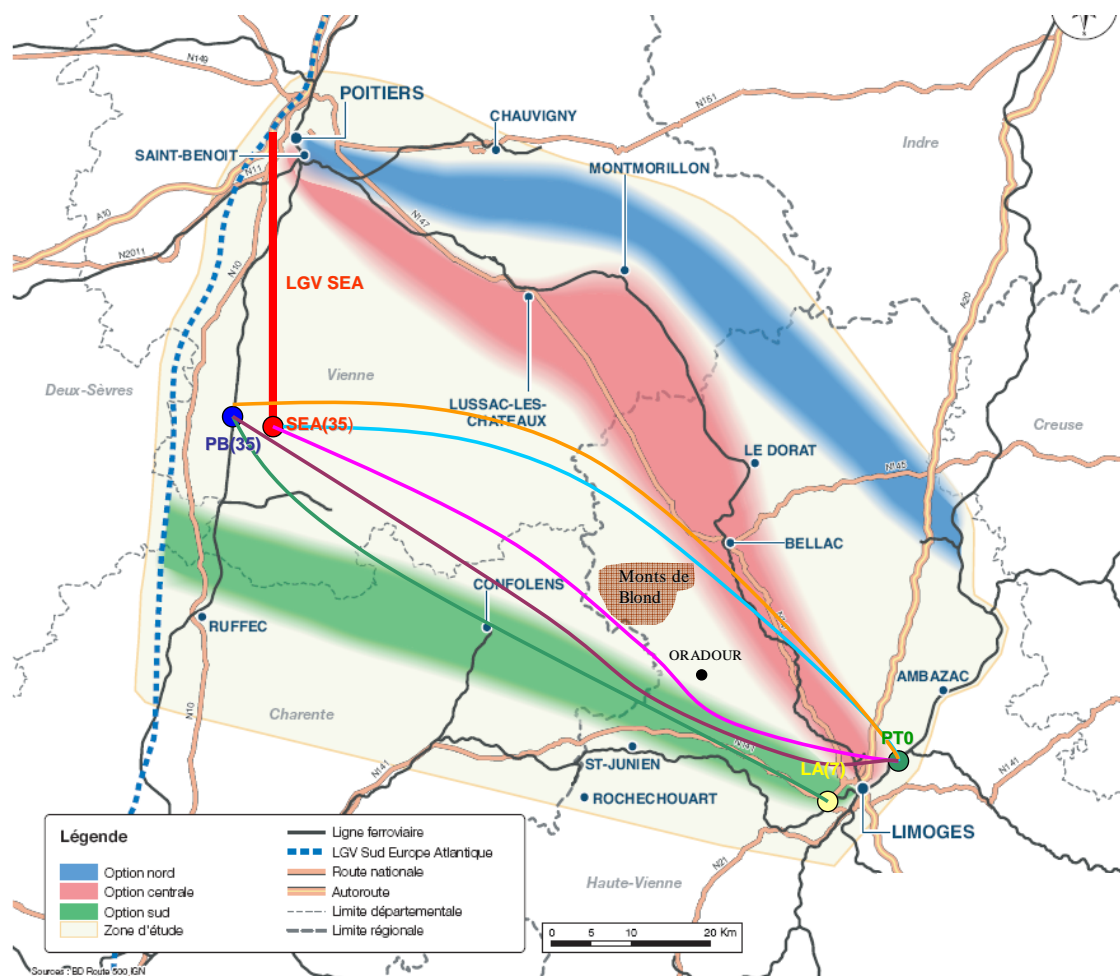 N149
POITIERS
CHAUVIGNY
N151
Indre
SAINT-BENOIT
MONTMORILLON
N11
A10
N147
N2011
N10
A20
LGV SEA
Deux-Sèvres
Vienne
LUSSAC-LES-
CHATEAUX
SEA(35)
PB(35)
Creuse
LE DORAT
N145
BELLAC
Monts de
Blond
CONFOLENS
RUFFEC
ORADOUR
AMBAZAC
Charente
N10
PT0
LA(7)
N141
ST-JUNIEN
N141
ROCHECHOUART
LIMOGES
N21
Haute-Vienne
Légende
Option nord
Option centrale
Option sud
Zone d'étude
Ligne ferroviaire
LGV Sud Europe Atlantique
Route nationale
Autoroute
Limite départementale
Limite régionale
0 5 10 20 Km
Sources : BD Route 500 IGN